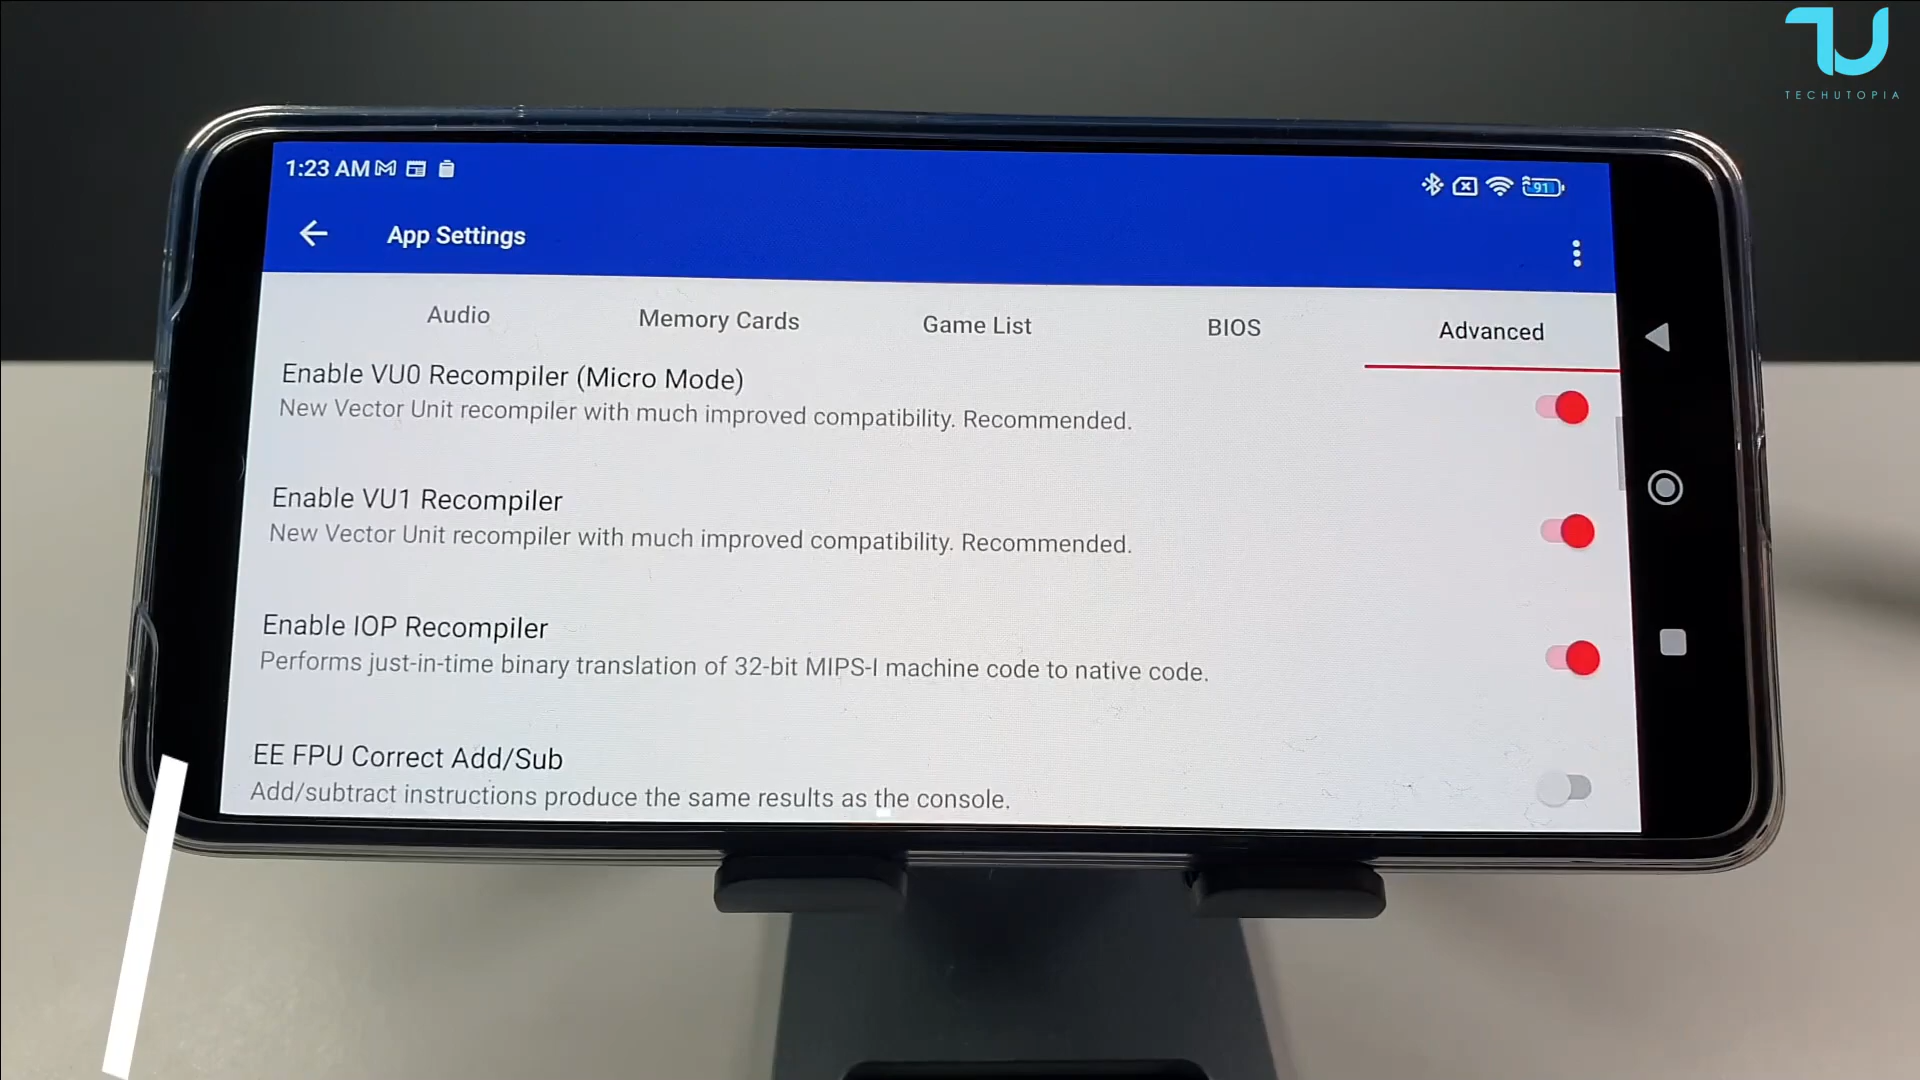 TECHUTOPIA
1:23 AM
91
App Settings
Audio Memory Cards Game List BIOS Advanced
Enable VU0 Recompiler (Micro Mode)
New Vector Unit recompiler with much improved compatibility. Recommended.
Enable VU1 Recompiler
New Vector Unit recompiler with much improved compatibility. Recommended.
Enable IOP Recompiler
Performs just-in-time binary translation of 32-bit MIPS-I machine code to native code.
EE FPU Correct Add/Sub
Add/subtract instructions produce the same results as the console.